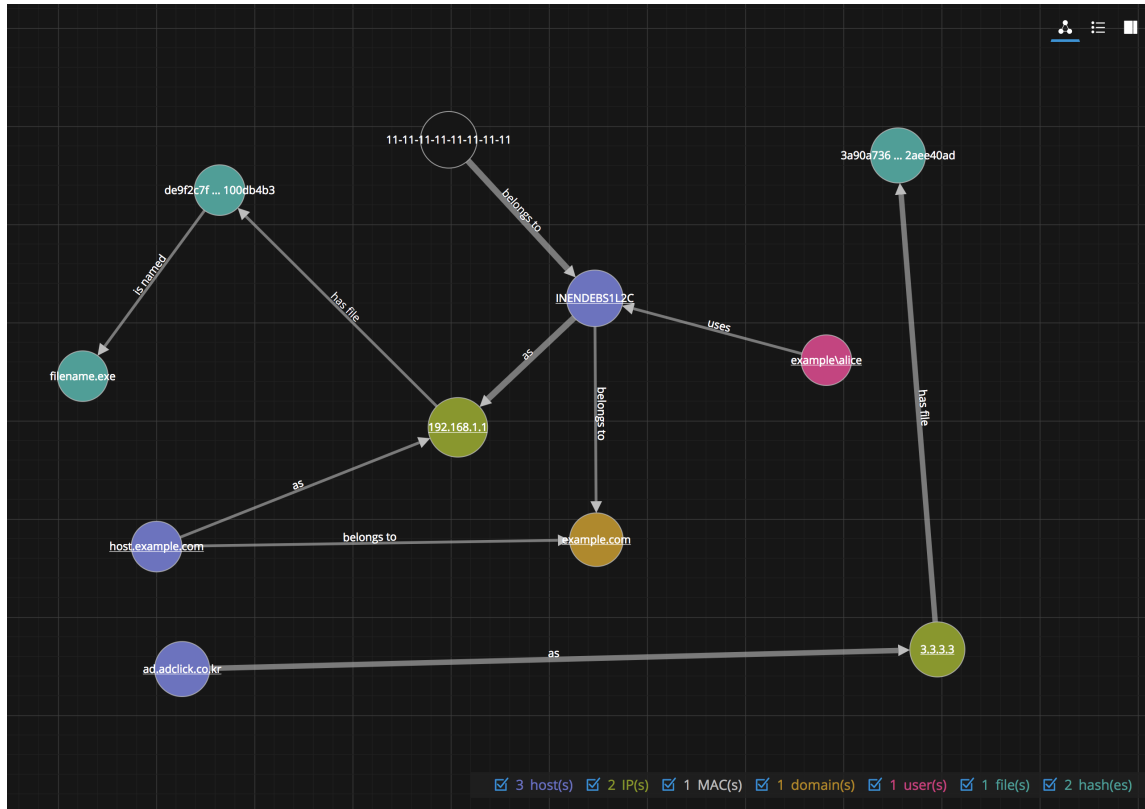 11-11-11-11-11-11-11-11
3a90a736 ... 2aee40ad
de9f2c7f ... 100db4b3
belongs to
is named
has file
INENDEBS1L2C
uses
example\alice
as
filename.exe
belongs to
has file
192.168.1.1
as
host.example.com
belongs to
example.com
ad.adclick.co.kr
as
3.3.3.3
3 host(s) 2 IP(s) 1 MAC(s) 1 domain(s) 1 user(s) 1 file(s) 2 hash(es)